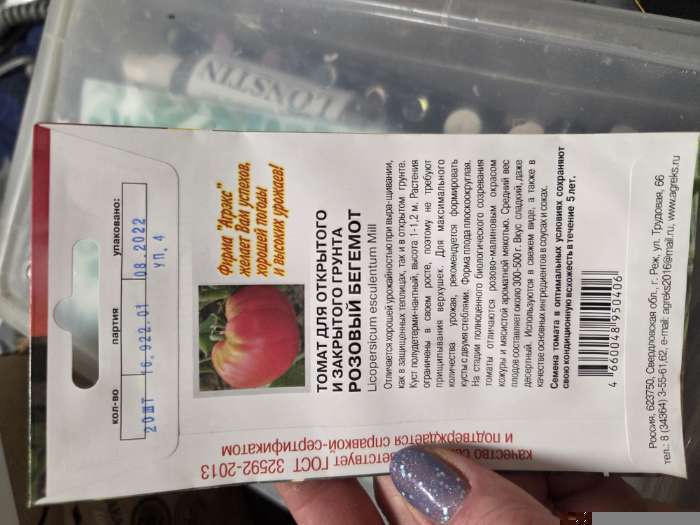 LONSTIN
кол-во партия упаковано:
20шт 16.922.01 08.2022
УП.4
Фирма "Агрэкс"
желает Вам успехов,
хорошей погоды
и высоких урожаев!
ТОМАТ ДЛЯ ОТКРЫТОГО
И ЗАКРЫТОГО ГРУНТА
РОЗОВЫЙ БЕГЕМОТ
Licopersicum esculentum Mill
Отличается хорошей урожайностью при выра-щивании,
как в защищенных теплицах, так и в открытом грунте.
Куст полудетерми-нантный, высота 1-1,2 м. Растения
ограничены в своем росте, поэтому не требуют
прищипывания верхушек. Для максимального
количества урожая, рекомендуется формировать
кусты с двумя стеблями. Форма плода плоскоокруглая.
На стадии полноценного биологического созревания
томаты отличаются розово-малиновым окрасом
кожуры и мясистой ароматной мякотью. Средний вес
плодов составляет около 300-500 г. Вкус сладкий, даже
десертный. Используются в свежем виде, а также в
качестве основных ингредиентов в соусах и соках.
Семена томата в оптимальных условиях сохраняют
свою кондиционную всхожесть в течение 5 лет.
4 660048 950406
Россия, 623750, Свердловская обл., г. Реж, ул. Трудовая, 66
тел.: 8 (34364) 3-55-61,62, e-mail: agreks2016@mail.ru, www.agreks.ru
качество
ветствует ГОСТ 32592-2013
и подтверждается справкой-сертификатом